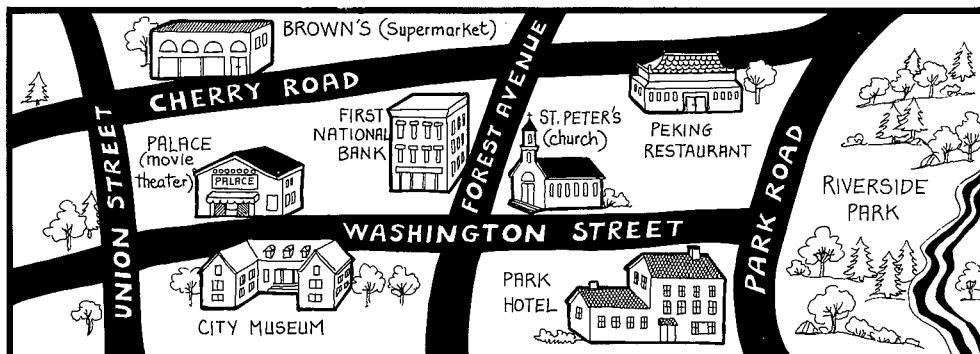 BROWN'S (Supermarket)
CHERRY ROAD
UNION STREET
PALACE
(movie
theater)
PALACE
FIRST
NATIONAL
BANK
FOREST AVENUE
ST. PETER'S
(church)
PEKING
RESTAURANT
PARK ROAD
RIVERSIDE
PARK
WASHINGTON STREET
CITY MUSEUM
PARK
HOTEL